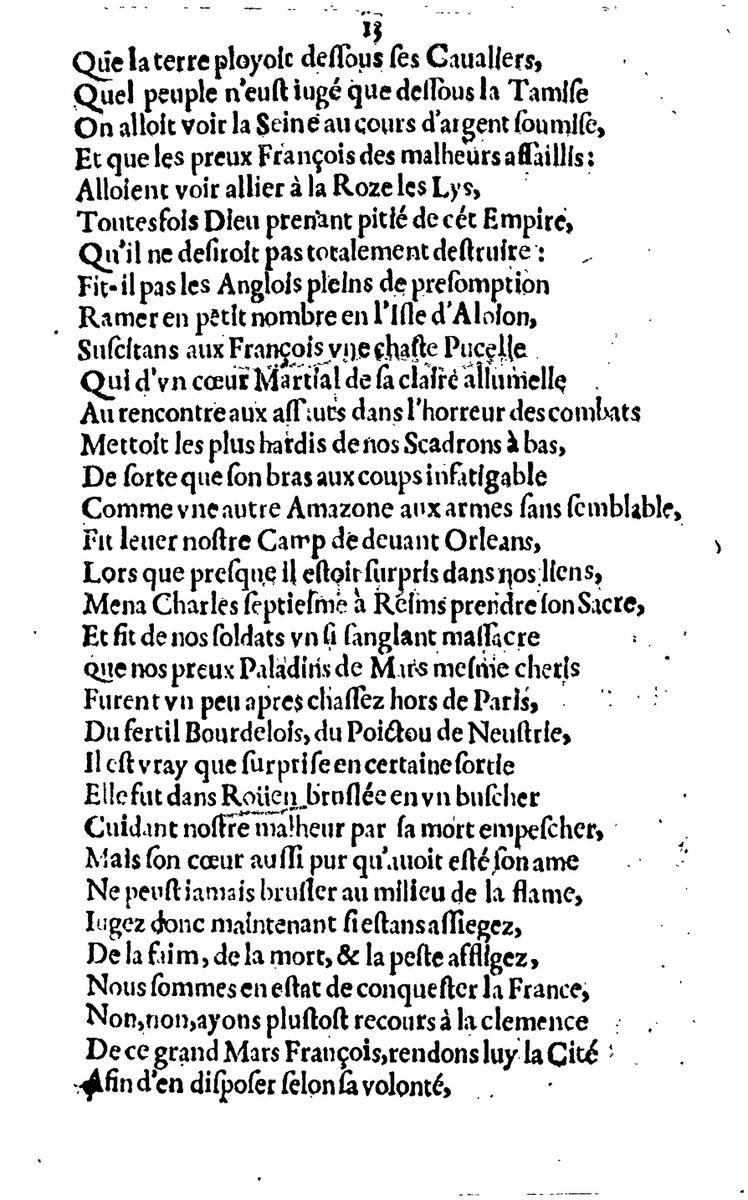 13
Que la terre ployoit dessous ses Caualiers,
Quel peuple n'eust iugé que dessous la Tamise
On alloit voir la Seine au cours d'argent soumise,
Et que les preux François des malheurs assaillis:
Alloient voir allier à la Roze les Lys,
Toutesfois Dieu prenant pitié de cét Empire,
Qu'il ne desiroit pas totalement destruire:
Fit-il pas les Anglois pleins de presomption
Ramer en petit nombre en l'Isle d'Aloion,
Suscitans aux François vne chaste Pucelle
Qui d'vn cœur Martial de sa claire allumelle
Au rencontre aux assauts dans l'horreur des combats
Mettoit les plus hardis de nos Scadrons à bas,
De sorte que son bras aux coups infatigable
Comme vne autre Amazone aux armes sans semblable,
Fit leuer nostre Camp de deuant Orleans,
Lors que presque il estoit surpris dans nos liens,
Mena Charles septiesme à Reims prendre son Sacre,
Et fit de nos soldats vn si sanglant massacre
Que nos preux Paladins de Mars mesme cheris
Furent vn peu apres chassez hors de Paris,
Du fertil Bourdelois, du Poictou de Neustrie,
Il est vray que surprise en certaine sortie
Elle fut dans Roüen bruslée en vn buscher
Cuidant nostre malheur par sa mort empescher,
Mais son cœur aussi pur qu'auoit esté son ame
Ne peust iamais brusler au milieu de la flame,
Iugez donc maintenant si estans assiegez,
De la faim, de la mort, & la peste affligez,
Nous sommes en estat de conquester la France,
Non, non, ayons plustost recours à la clemence
De ce grand Mars François, rendons luy la Cité
Afin d'en disposer selon sa volonté,